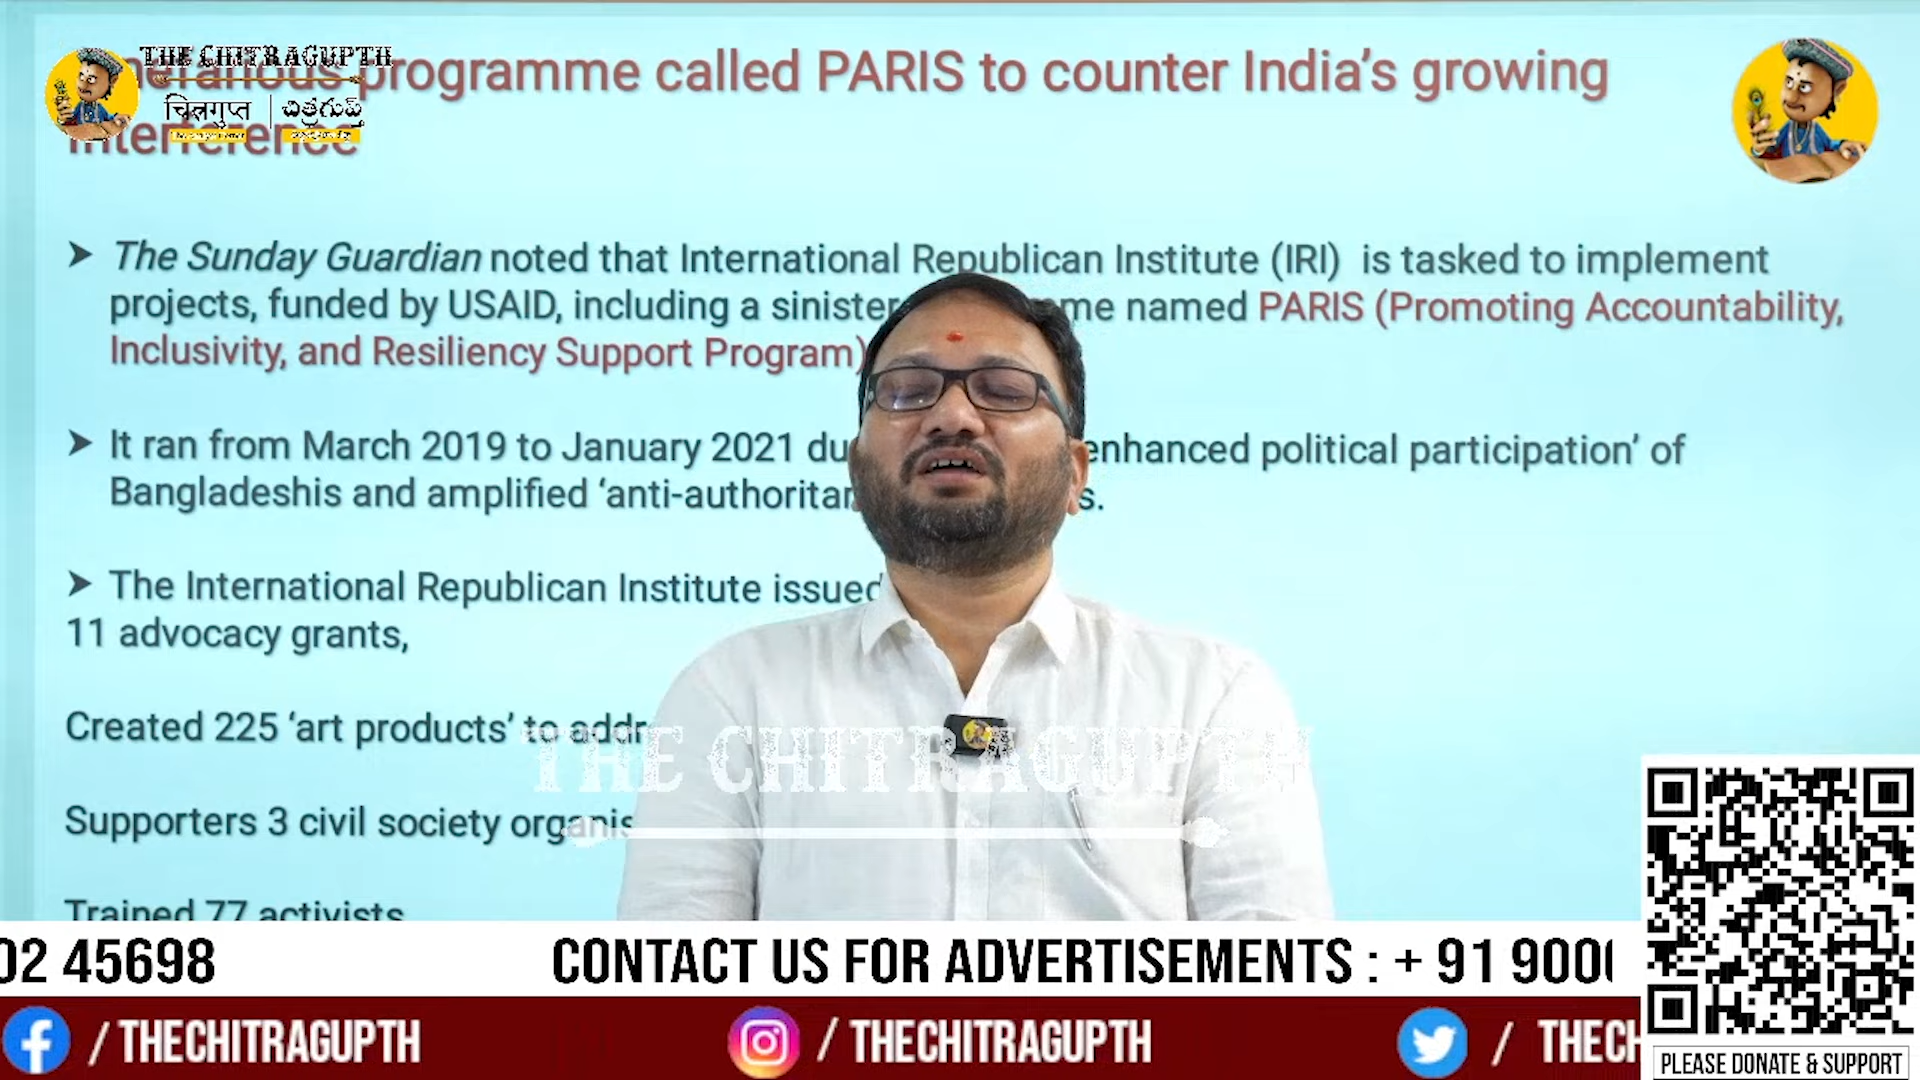 THE CHITRAGUPTH
चित्रगुप्त | చిత్రగుప్త
programme called PARIS to counter India’s growing
interference
➤ The Sunday Guardian noted that International Republican Institute (IRI) is tasked to implement
projects, funded by USAID, including a sinister me named PARIS (Promoting Accountability,
Inclusivity, and Resiliency Support Program)
➤ It ran from March 2019 to January 2021 du enhanced political participation’ of
Bangladeshis and amplified ‘anti-authoritar s.
➤ The International Republican Institute issued
11 advocacy grants,
Created 225 ‘art products’ to addr
THE CHITRAGUPTH
Supporters 3 civil society organis
Trained 77 activists
02 45698 CONTACT US FOR ADVERTISEMENTS : + 91 900
/ THECHITRAGUPTH / THECHITRAGUPTH / THECH
PLEASE DONATE & SUPPORT